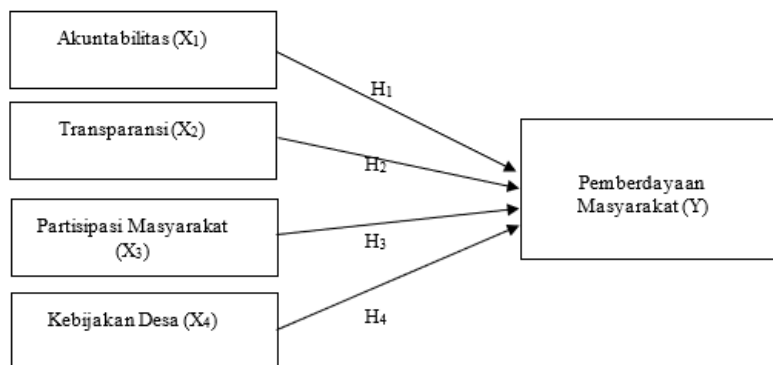 Akuntabilitas (X₁)
H₁
Transparansi (X₂)
H₂
Pemberdayaan
Masyarakat (Y)
Partisipasi Masyarakat
(X₃)
H₃
Kebijakan Desa (X₄)
H₄